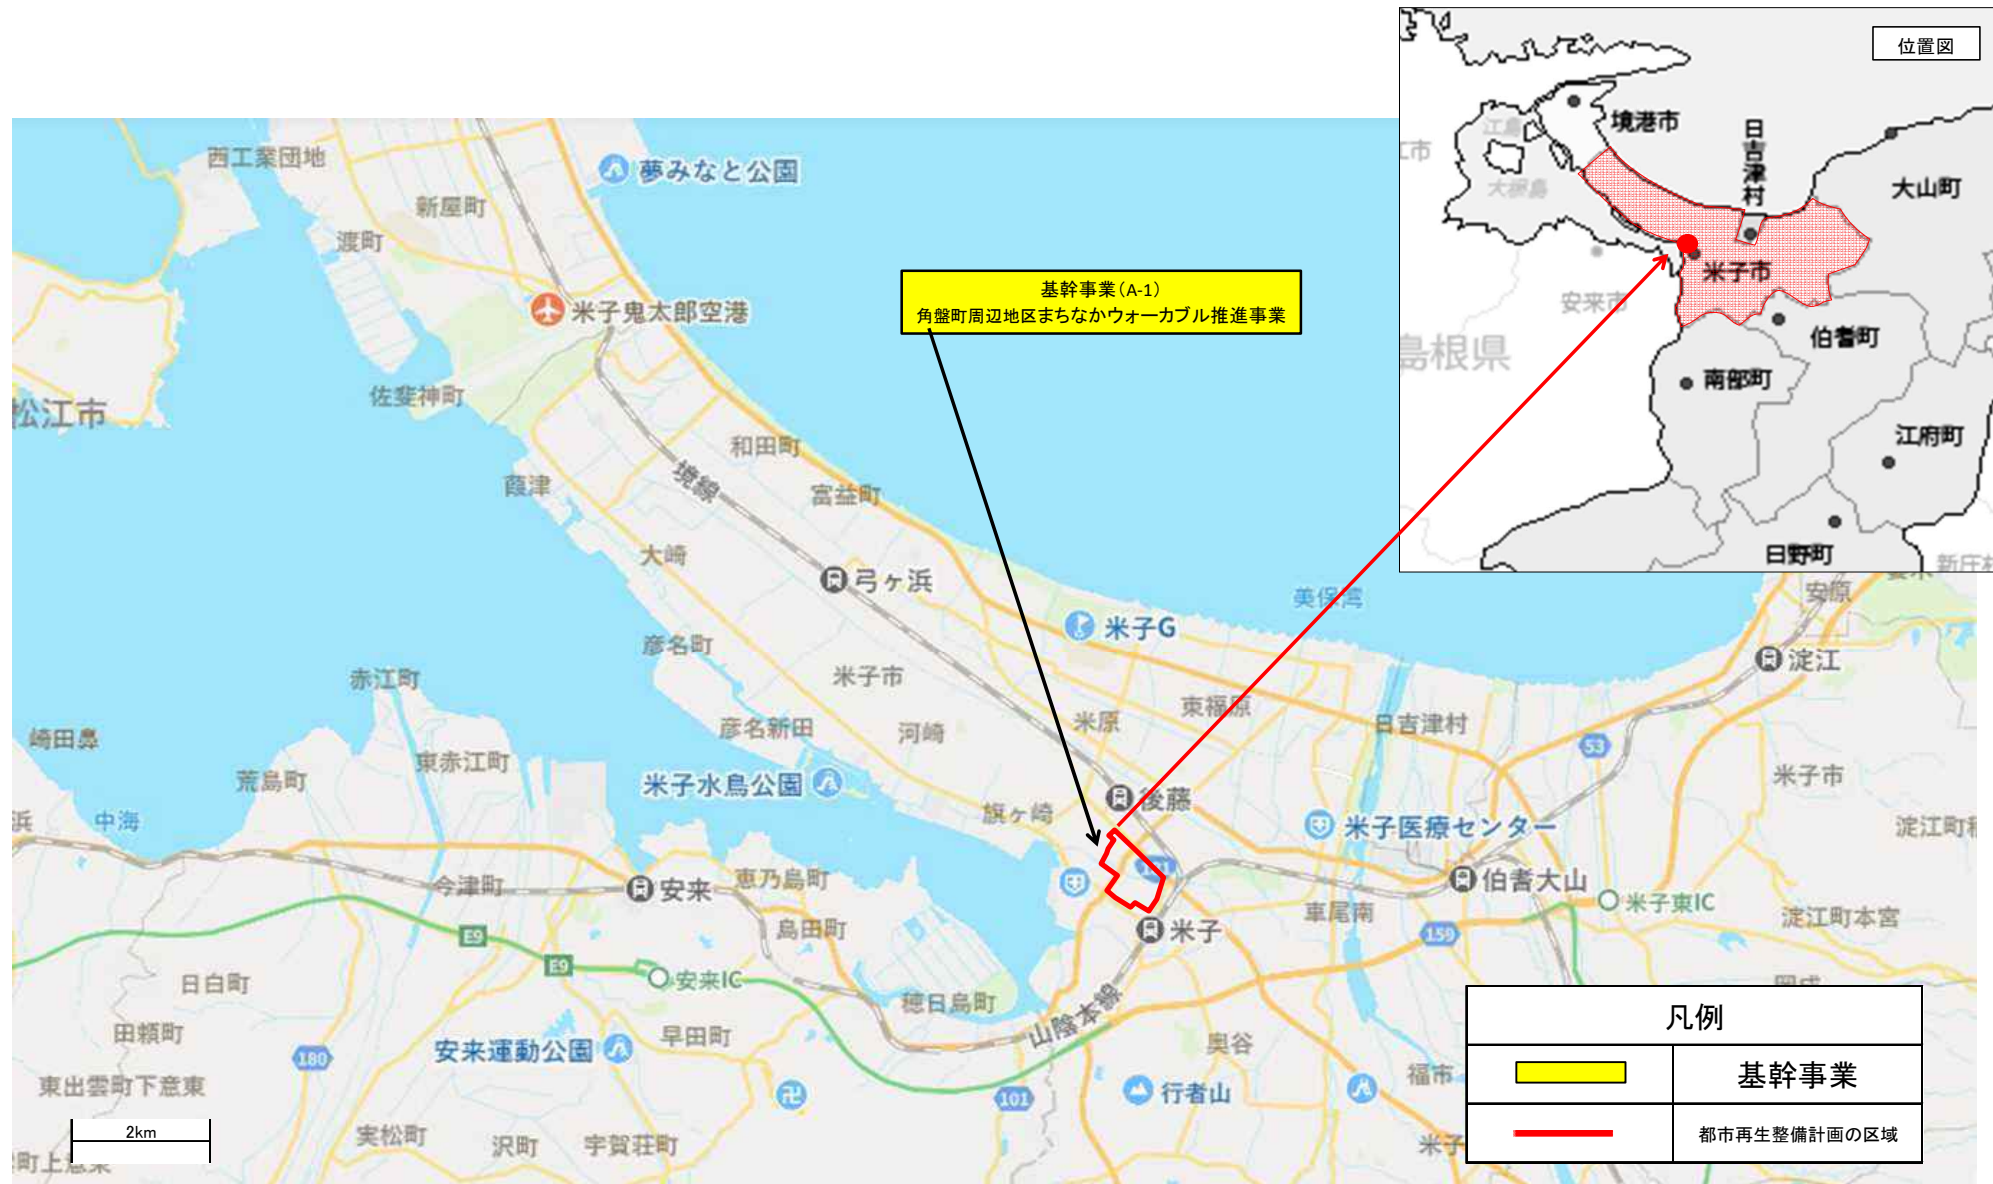 位置図
境港市
日吉津村
江島
大根島
大山町
米子市
安来市
伯耆町
島根県
南部町
江府町
日野町
西工業団地
夢みなと公園
新屋町
渡町
米子鬼太郎空港
基幹事業(A-1)
角盤町周辺地区まちなかウォーカブル推進事業
佐斐神町
松江市
和田町
境線
葭津
富益町
大崎
弓ヶ浜
美保湾
安原
米子G
彦名町
淀江
赤江町
米子市
東福原
彦名新田
河崎
米原
日吉津村
崎田鼻
東赤江町
53
荒島町
米子水鳥公園
米子市
後藤
旗ヶ崎
中海
米子医療センター
今津町
安来
恵乃島町
伯耆大山
米子東IC
車尾南
島田町
米子
淀江町本宮
159
E9
E9
安来IC
日白町
穂日島町
田頼町
早田町
山陰本線
奥谷
安来運動公園
180
東出雲町下意東
101
行者山
福市
2km
実松町
沢町
宇賀荘町
凡例
基幹事業
都市再生整備計画の区域